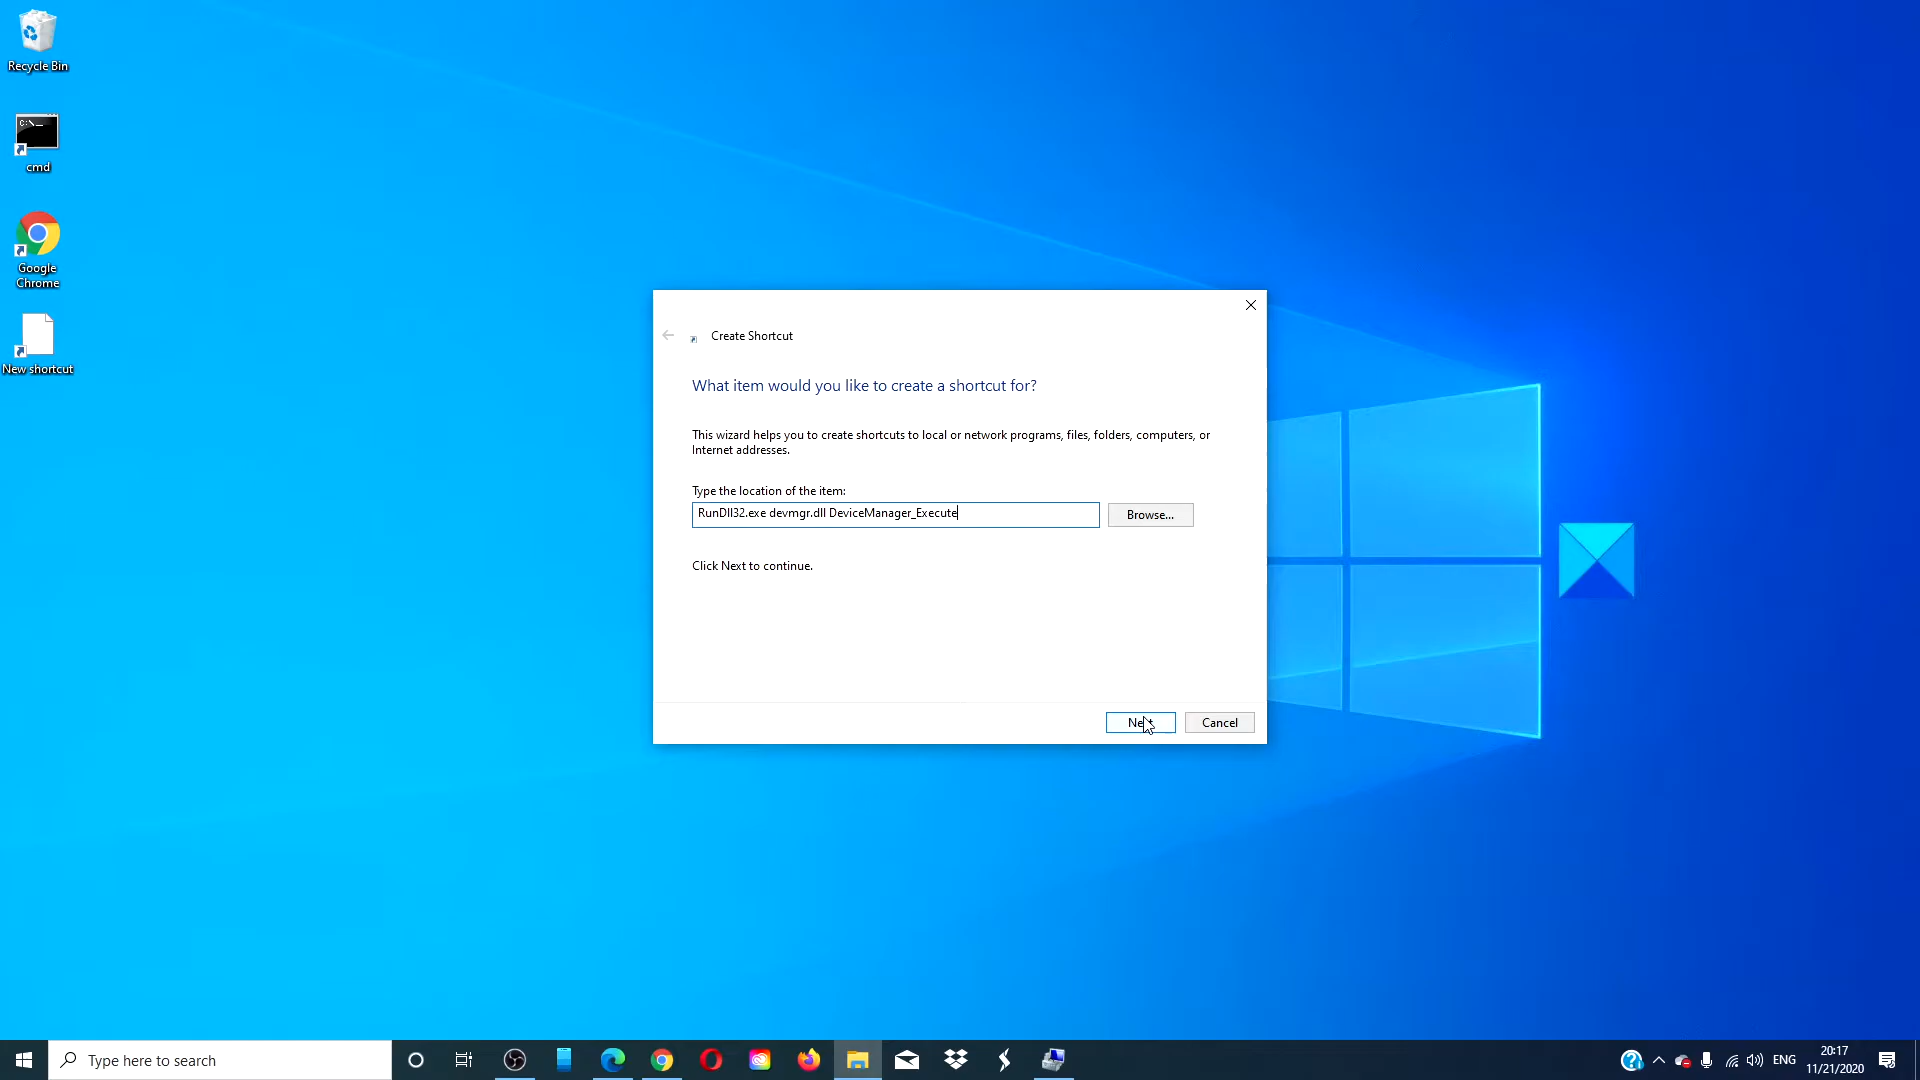 Recycle Bin
C:\._
cmd
Google
Chrome
New shortcut
Create Shortcut
What item would you like to create a shortcut for?
This wizard helps you to create shortcuts to local or network programs, files, folders, computers, or
Internet addresses.
Type the location of the item:
RunDll32.exe devmgr.dll DeviceManager_Execute
Browse...
Click Next to continue.
Next
Cancel
Type here to search
ENG
20:17
11/21/2020